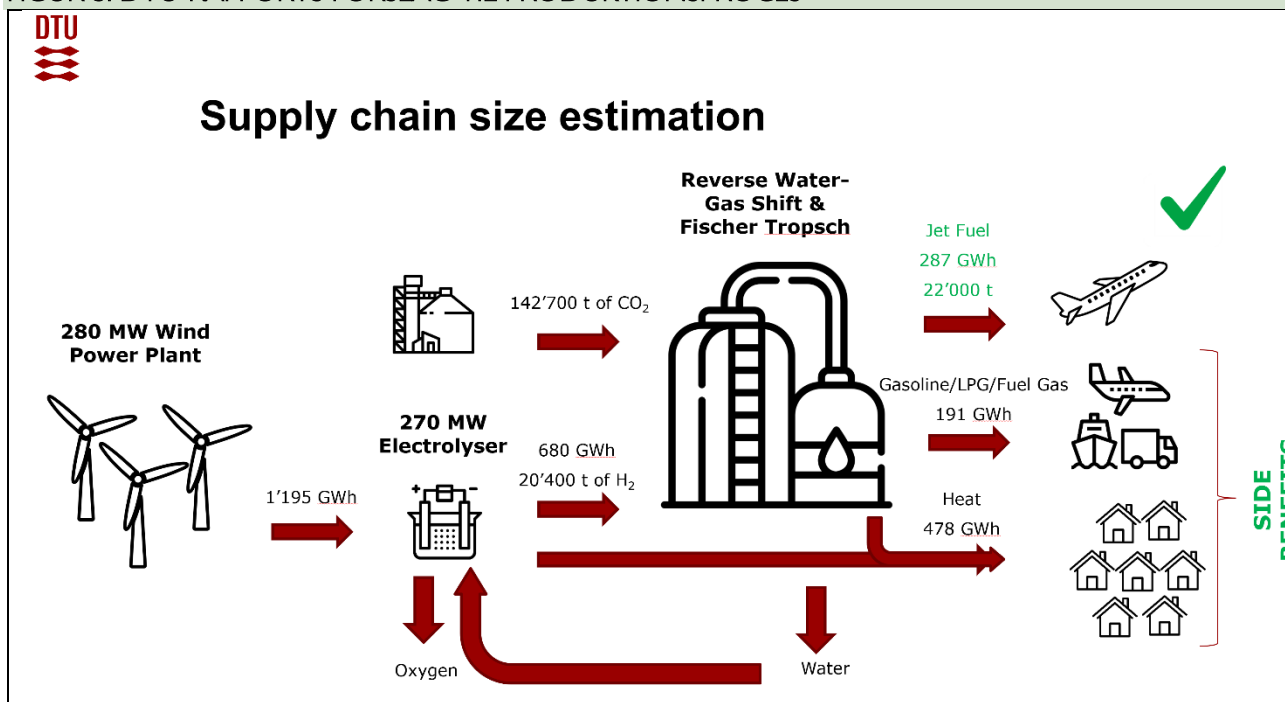 DTU
Supply chain size estimation
Reverse Water-
Gas Shift &
Fischer Tropsch
Jet Fuel
287 GWh
22'000 t
142'700 t of CO₂
280 MW Wind
Power Plant
Gasoline/LPG/Fuel Gas
191 GWh
270 MW
Electrolyser
680 GWh
20'400 t of H₂
1'195 GWh
Heat
478 GWh
SIDE
Oxygen
Water